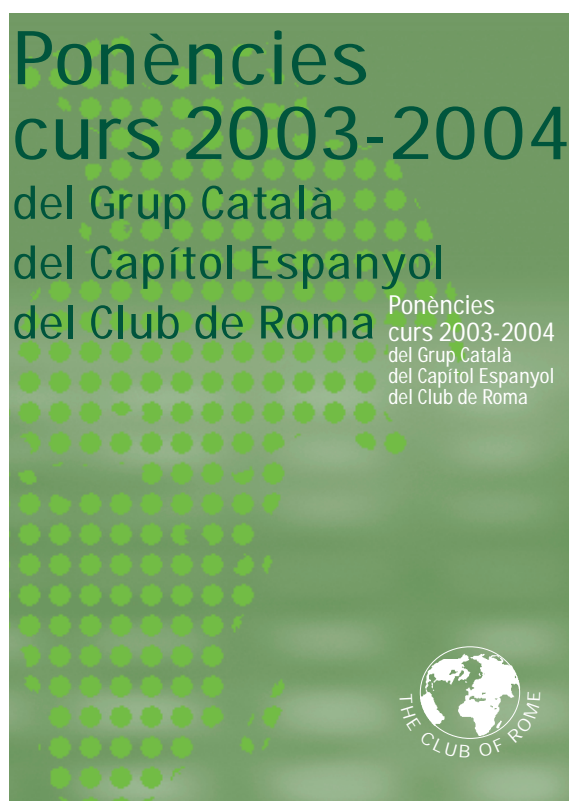 Ponències
curs 2003-2004
del Grup Català
del Capítol Espanyol
del Club de Roma
Ponències
curs 2003-2004
del Grup Català
del Capítol Espanyol
del Club de Roma
THE CLUB OF ROME